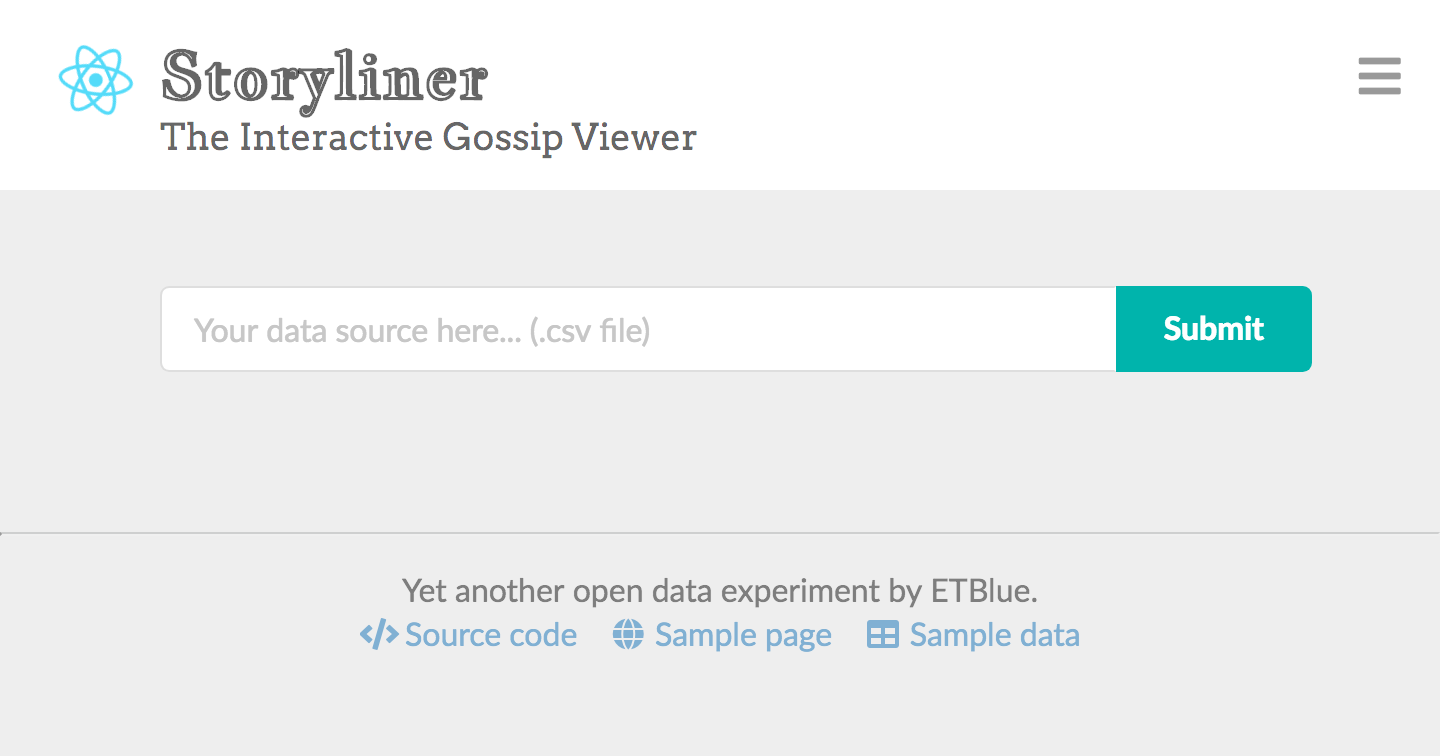 Storyliner
The Interactive Gossip Viewer
Your data source here... (.csv file)
Submit
Yet another open data experiment by ETBlue.
Source code Sample page Sample data